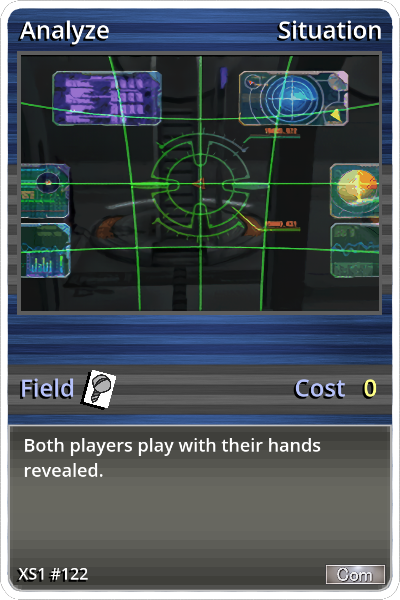 Analyze
Situation
Field
Cost 0
Both players play with their hands
revealed.
XS1 #122
Com